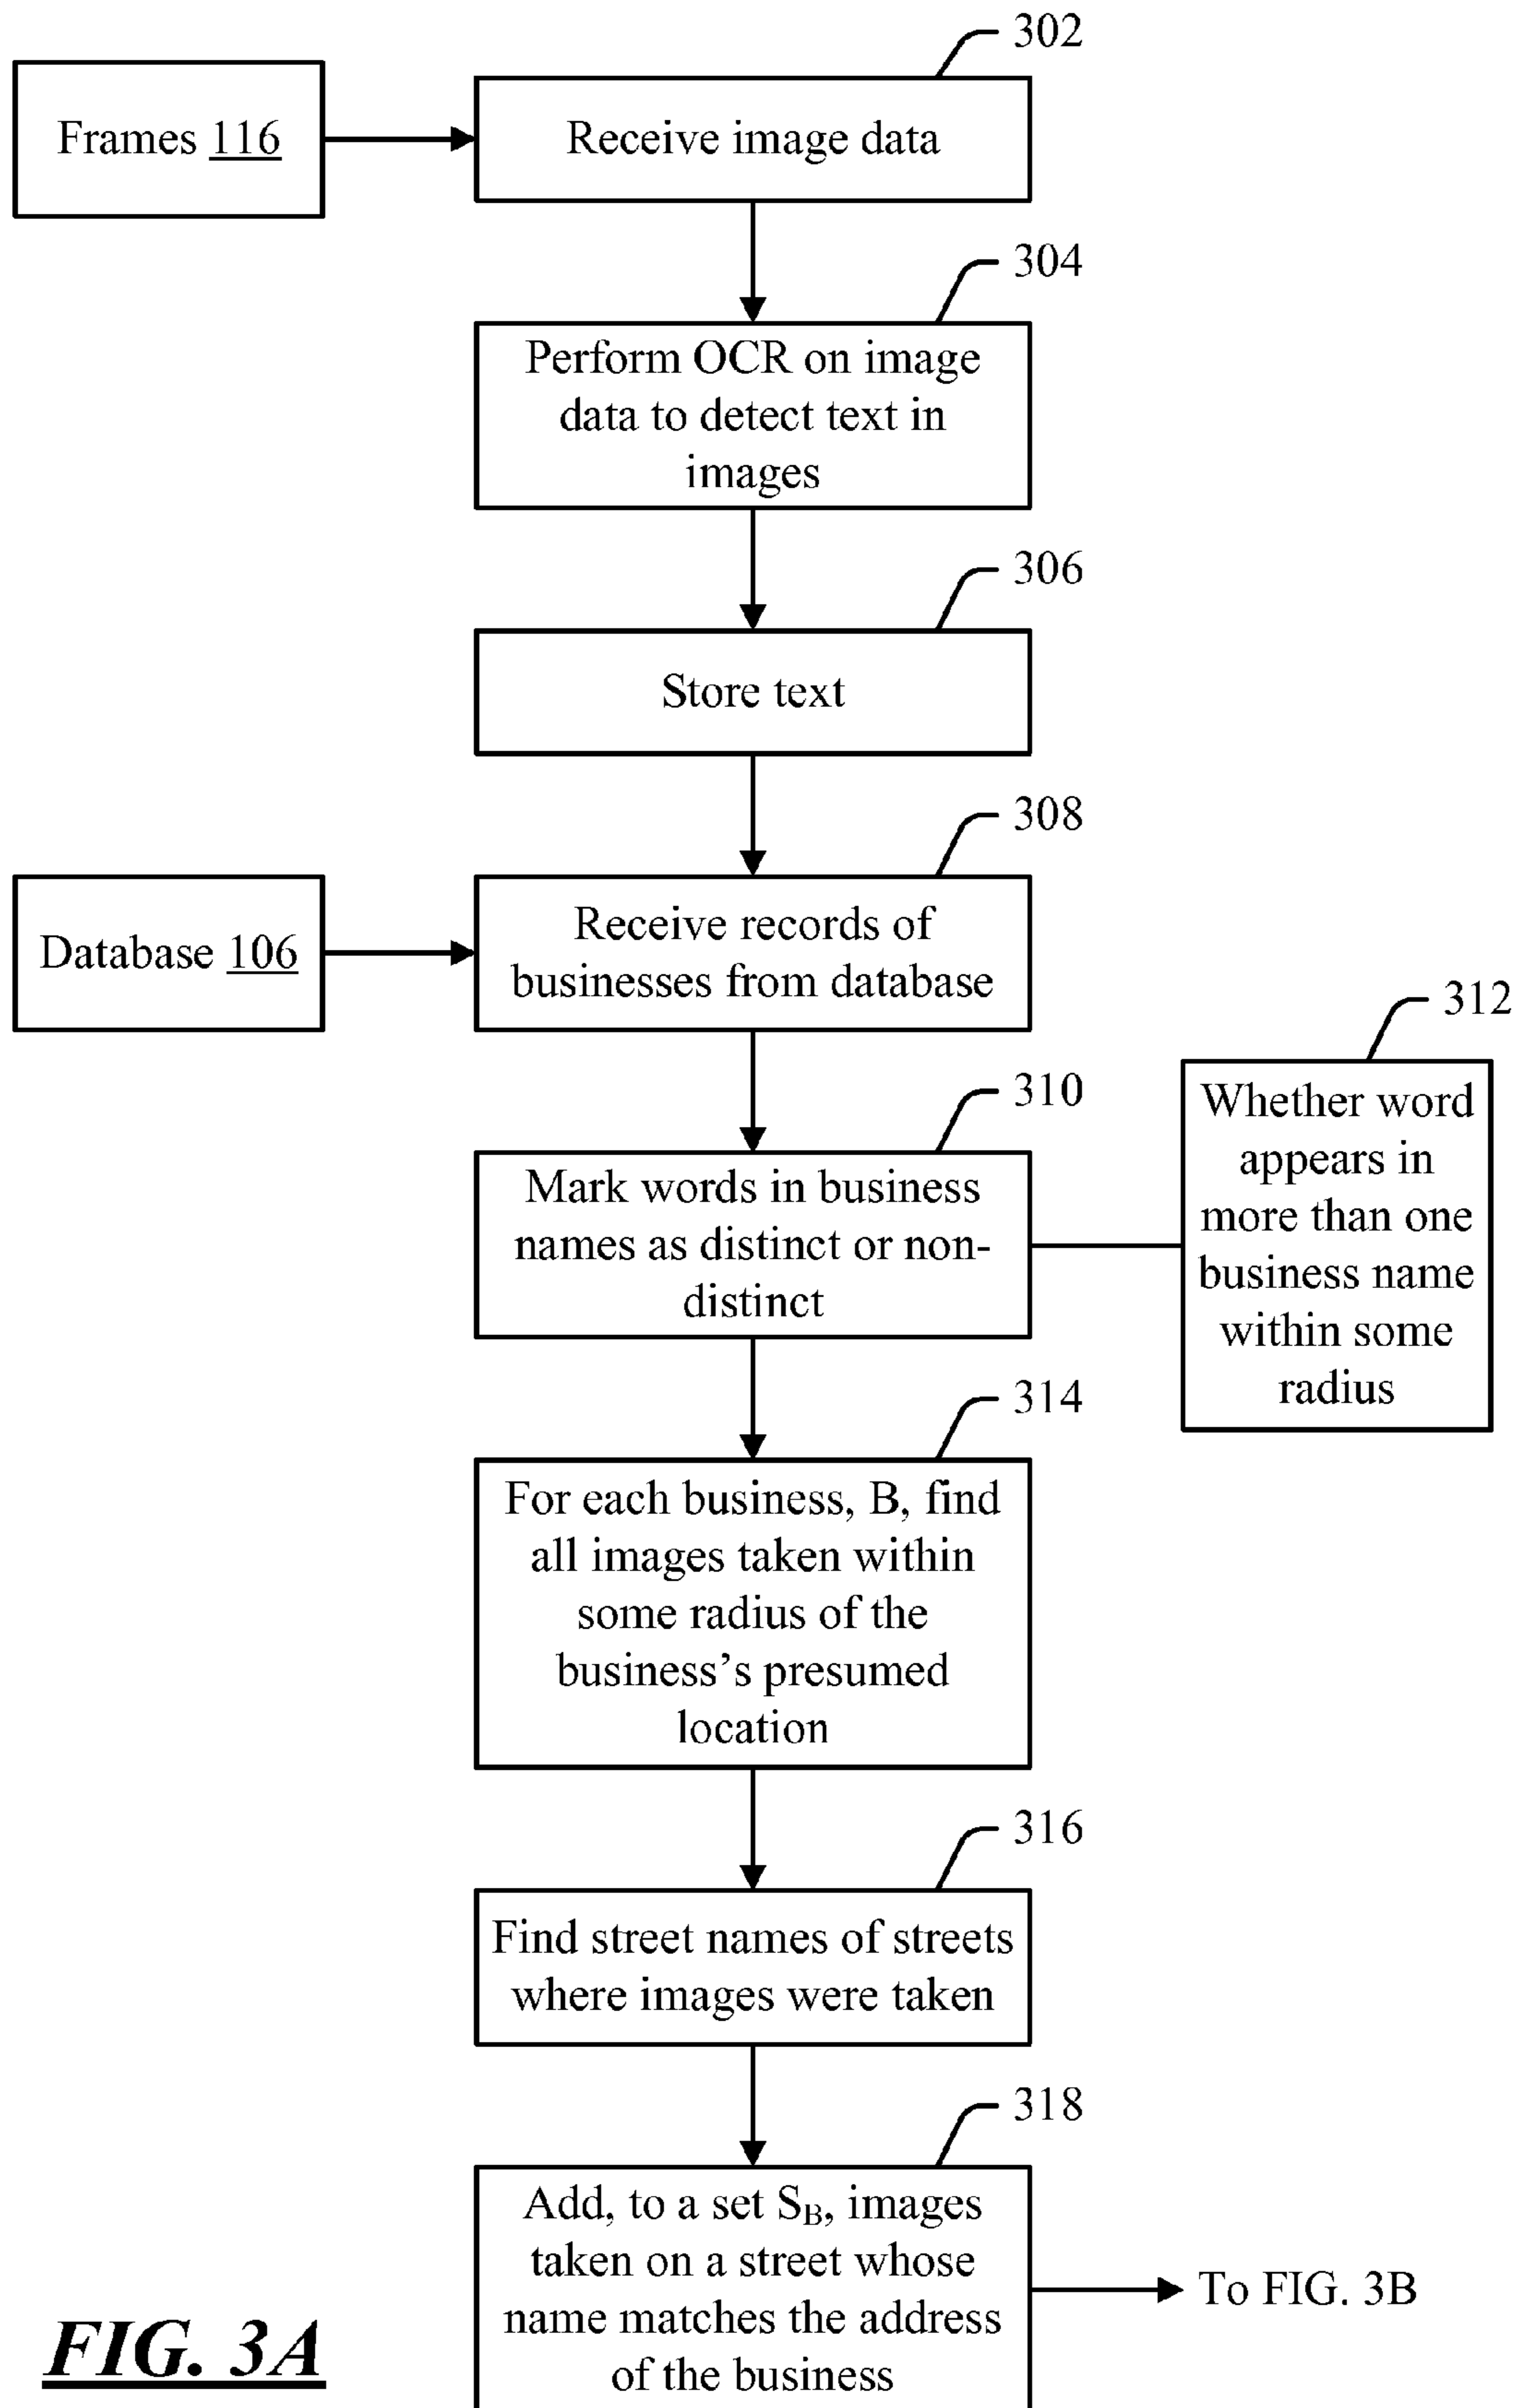 302
Frames 116
Receive image data
304
Perform OCR on image
data to detect text in
images
306
Store text
308
Database 106
Receive records of
businesses from database
312
310
Mark words in business
names as distinct or non-
distinct
Whether word
appears in
more than one
business name
within some
radius
314
For each business, B, find
all images taken within
some radius of the
business's presumed
location
316
Find street names of streets
where images were taken
318
Add, to a set S_B, images
taken on a street whose
name matches the address
of the business
To FIG. 3B
FIG. 3A